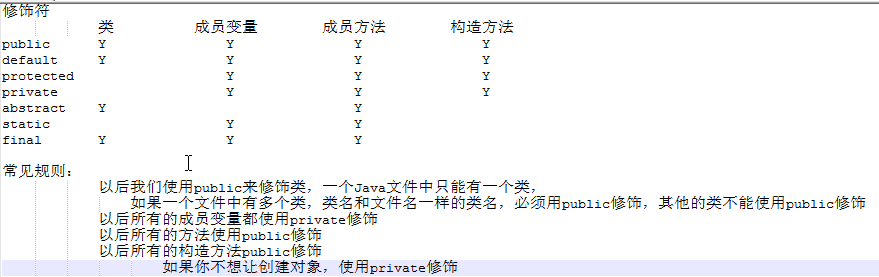 修饰符
类 成员变量 成员方法 构造方法
public Y Y Y Y
default Y Y Y Y
protected Y Y Y
private Y Y Y
abstract Y Y
static Y Y
final Y Y Y
常见规则:
以后我们使用public来修饰类, 一个Java文件中只能有一个类,
如果一个文件中有多个类, 类名和文件名一样的类名, 必须用public修饰, 其他的类不能使用public修饰
以后所有的成员变量都使用private修饰
以后所有的方法使用public修饰
以后所有的构造方法public修饰
如果你不想让创建对象, 使用private修饰